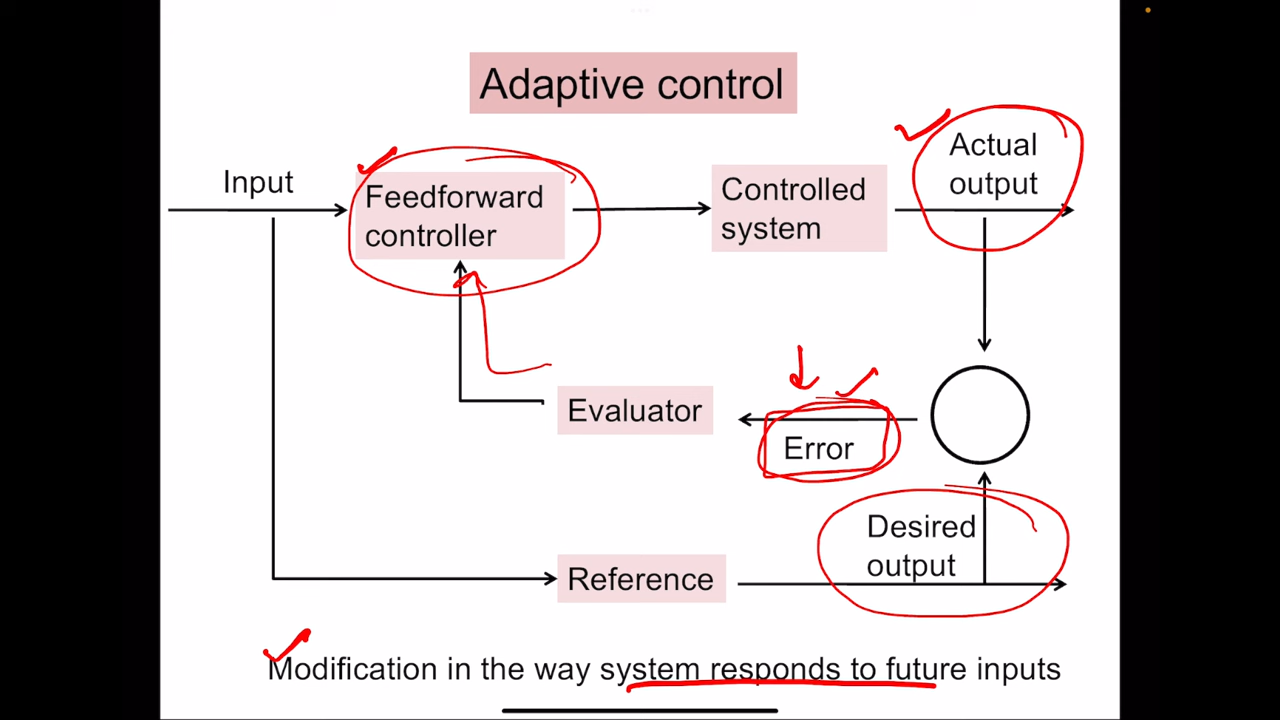 Adaptive control
Input
Feedforward
controller
Controlled
system
Actual
output
Evaluator
Error
Desired
output
Reference
Modification in the way system responds to future inputs